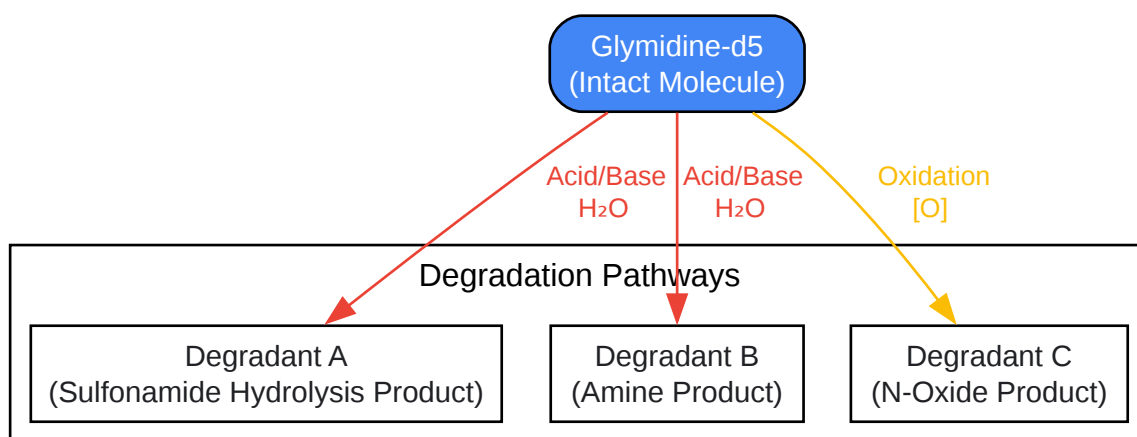 Glymidine-d5
(Intact Molecule)
Acid/Base
H₂O
Acid/Base
H₂O
Oxidation
[O]
Degradation Pathways
Degradant A
(Sulfonamide Hydrolysis Product)
Degradant B
(Amine Product)
Degradant C
(N-Oxide Product)